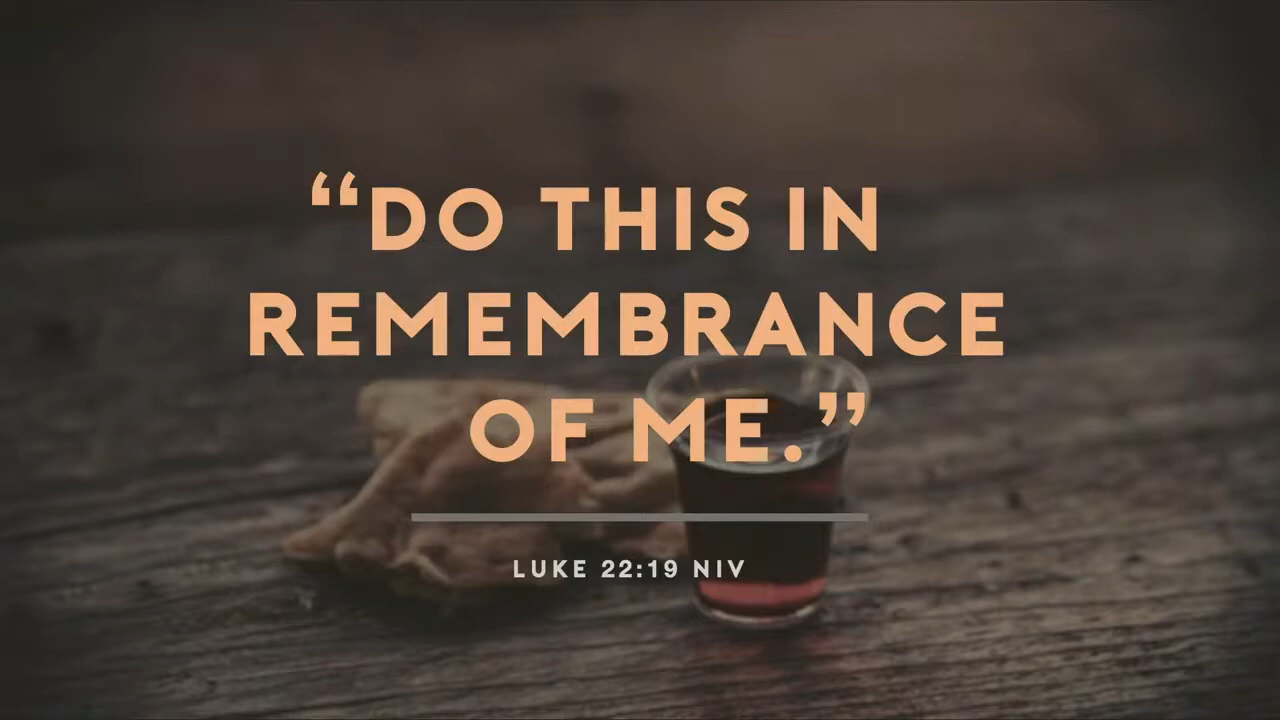 “DO THIS IN
REMEMBRANCE
OF ME.”
LUKE 22:19 NIV